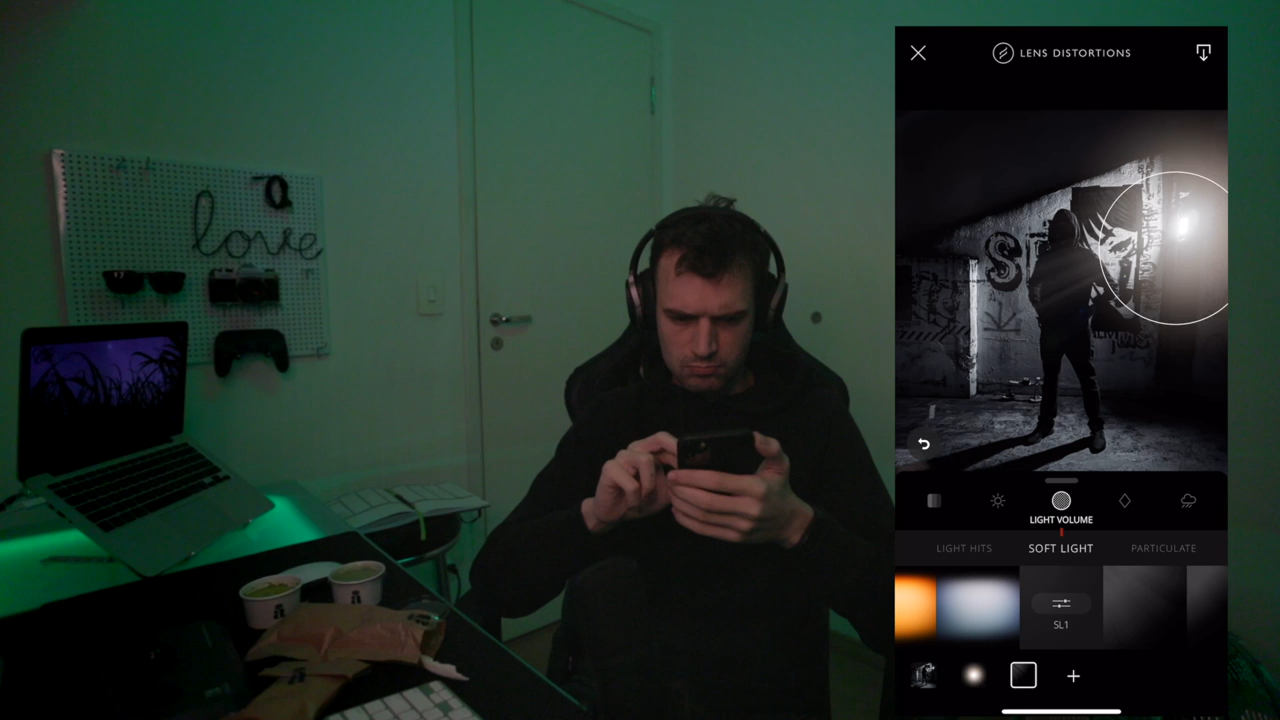 love
LENS DISTORTIONS
LIGHT VOLUME
LIGHT HITS
SOFT LIGHT
PARTICULATE
SL1